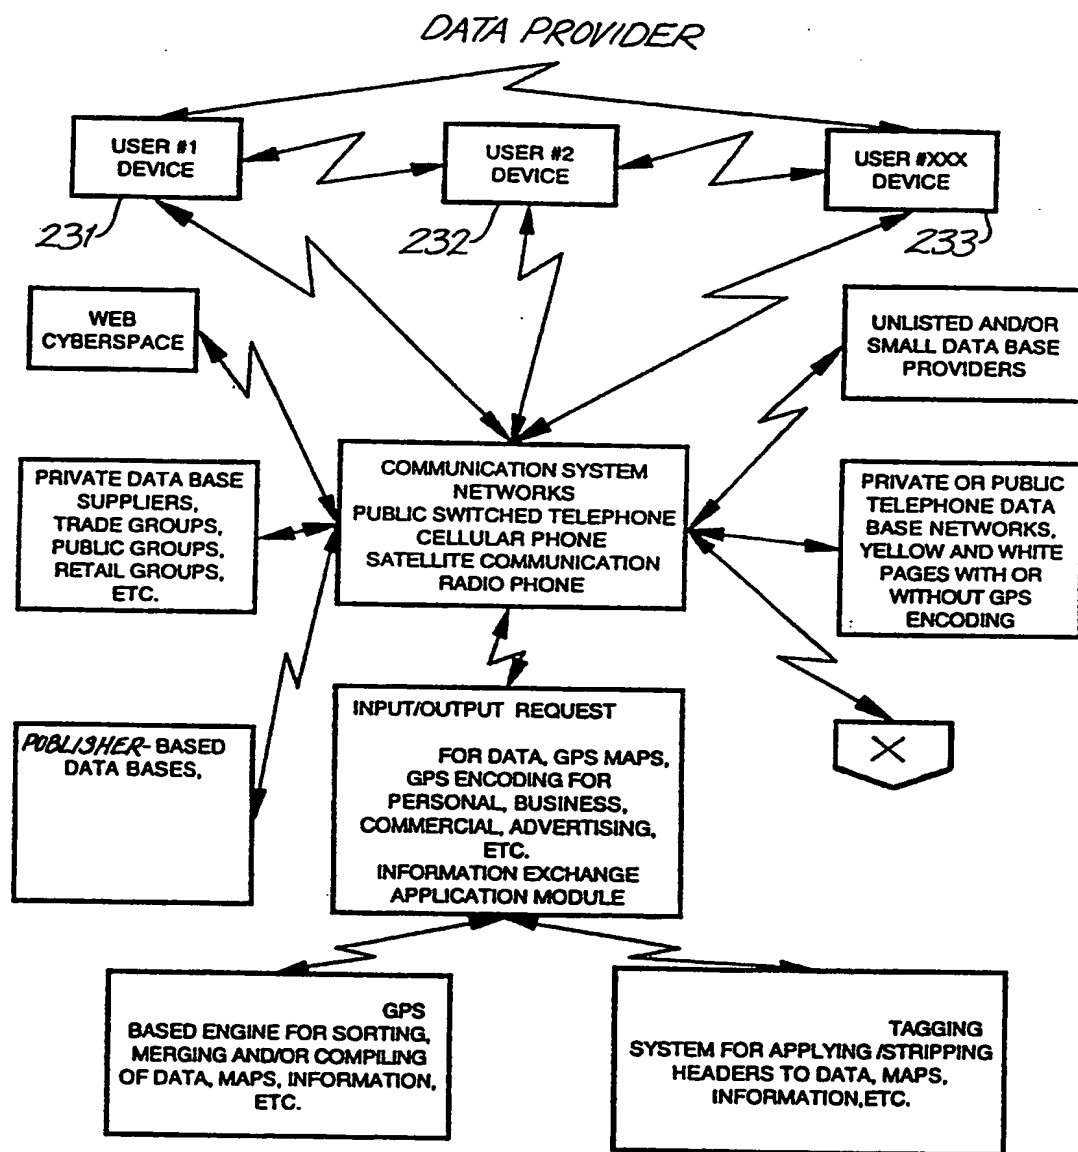 DATA PROVIDER
USER #1
DEVICE
USER #2
DEVICE
USER #XXX
DEVICE
231
232
233
WEB
CYBERSPACE
UNLISTED AND/OR
SMALL DATA BASE
PROVIDERS
PRIVATE DATA BASE
SUPPLIERS,
TRADE GROUPS,
PUBLIC GROUPS,
RETAIL GROUPS,
ETC.
COMMUNICATION SYSTEM
NETWORKS
PUBLIC SWITCHED TELEPHONE
CELLULAR PHONE
SATELLITE COMMUNICATION
RADIO PHONE
PRIVATE OR PUBLIC
TELEPHONE DATA
BASE NETWORKS,
YELLOW AND WHITE
PAGES WITH OR
WITHOUT GPS
ENCODING
POBLISHER-BASED
DATA BASES,
INPUT/OUTPUT REQUEST
FOR DATA, GPS MAPS,
GPS ENCODING FOR
PERSONAL, BUSINESS,
COMMERCIAL, ADVERTISING,
ETC.
INFORMATION EXCHANGE
APPLICATION MODULE
X
GPS
BASED ENGINE FOR SORTING,
MERGING AND/OR COMPILING
OF DATA, MAPS, INFORMATION,
ETC.
TAGGING
SYSTEM FOR APPLYING /STRIPPING
HEADERS TO DATA, MAPS,
INFORMATION,ETC.